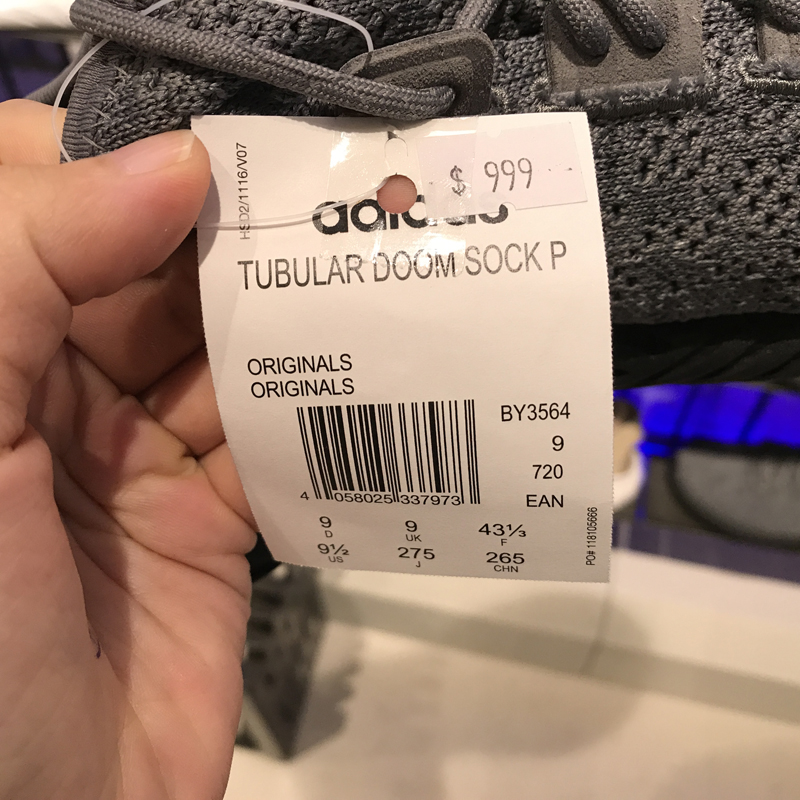 HSD2/1116/V07
$ 999
adidas
TUBULAR DOOM SOCK P
ORIGINALS
ORIGINALS
BY3564
9
720
EAN
4 058025 337973
9 9 43⅓
D UK F
9½ 275 265
US J CHN
PO# 118105666